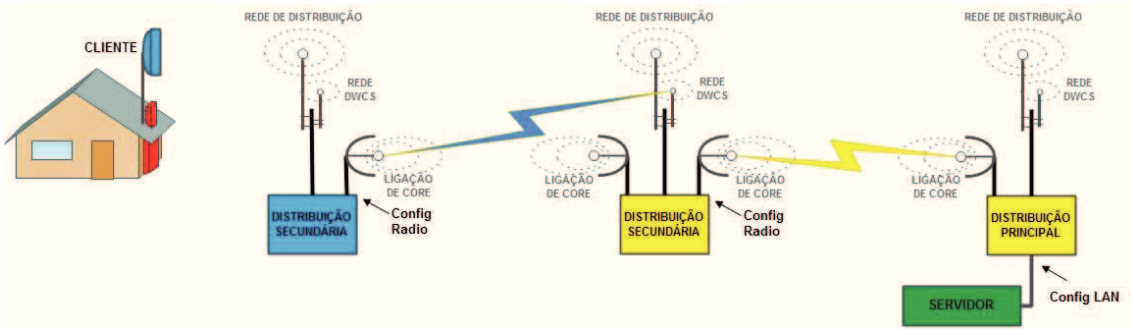 REDE DE DISTRIBUIÇÃO
REDE DE DISTRIBUIÇÃO
REDE DE DISTRIBUIÇÃO
CLIENTE
REDE
DWCS
REDE
DWCS
REDE
DWCS
LIGAÇÃO
DE CORE
LIGAÇÃO
DE CORE
LIGAÇÃO
DE CORE
LIGAÇÃO
DE CORE
DISTRIBUIÇÃO
SECUNDÁRIA
Config
Radio
DISTRIBUIÇÃO
SECUNDÁRIA
Config
Radio
DISTRIBUIÇÃO
PRINCIPAL
Config LAN
SERVIDOR